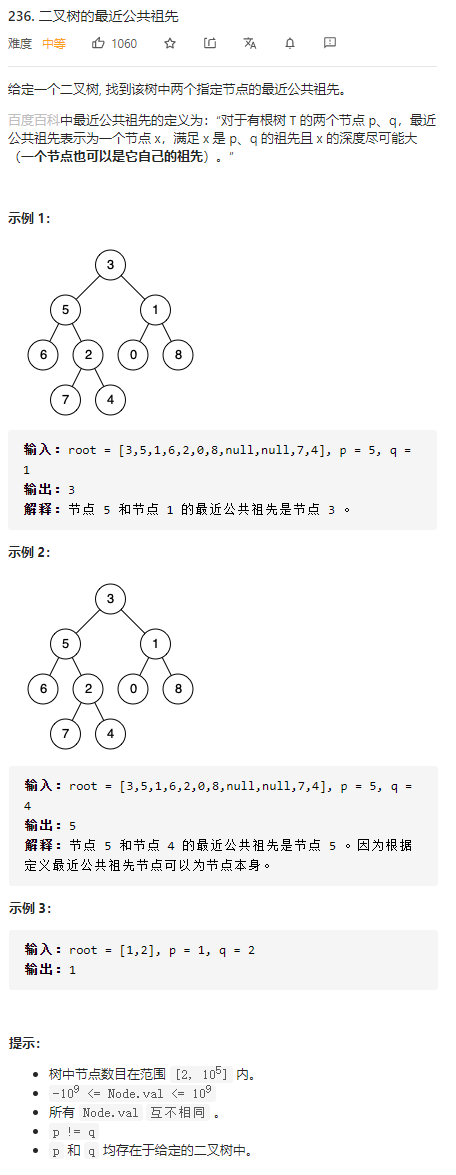 236. 二叉树的最近公共祖先
难度 中等 1060
给定一个二叉树, 找到该树中两个指定节点的最近公共祖先。
百度百科中最近公共祖先的定义为：“对于有根树 T 的两个节点 p、q，最近
公共祖先表示为一个节点 x，满足 x 是 p、q 的祖先且 x 的深度尽可能大
（一个节点也可以是它自己的祖先）。”
示例 1：
3
5 1
6 2 0 8
7 4
输入：root = [3,5,1,6,2,0,8,null,null,7,4], p = 5, q =
1
输出：3
解释：节点 5 和节点 1 的最近公共祖先是节点 3 。
示例 2：
3
5 1
6 2 0 8
7 4
输入：root = [3,5,1,6,2,0,8,null,null,7,4], p = 5, q =
4
输出：5
解释：节点 5 和节点 4 的最近公共祖先是节点 5 。因为根据
定义最近公共祖先节点可以为节点本身。
示例 3：
输入：root = [1,2], p = 1, q = 2
输出：1
提示：
• 树中节点数目在范围 [2, 10⁵] 内。
• -10⁹ <= Node.val <= 10⁹
• 所有 Node.val 互不相同 。
• p != q
• p 和 q 均存在于给定的二叉树中。